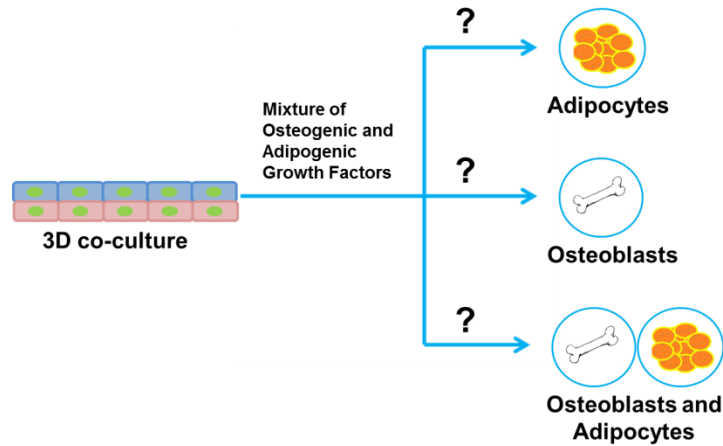 ?
Adipocytes
Mixture of
Osteogenic and
Adipogenic
Growth Factors
?
3D co-culture
Osteoblasts
?
Osteoblasts and
Adipocytes